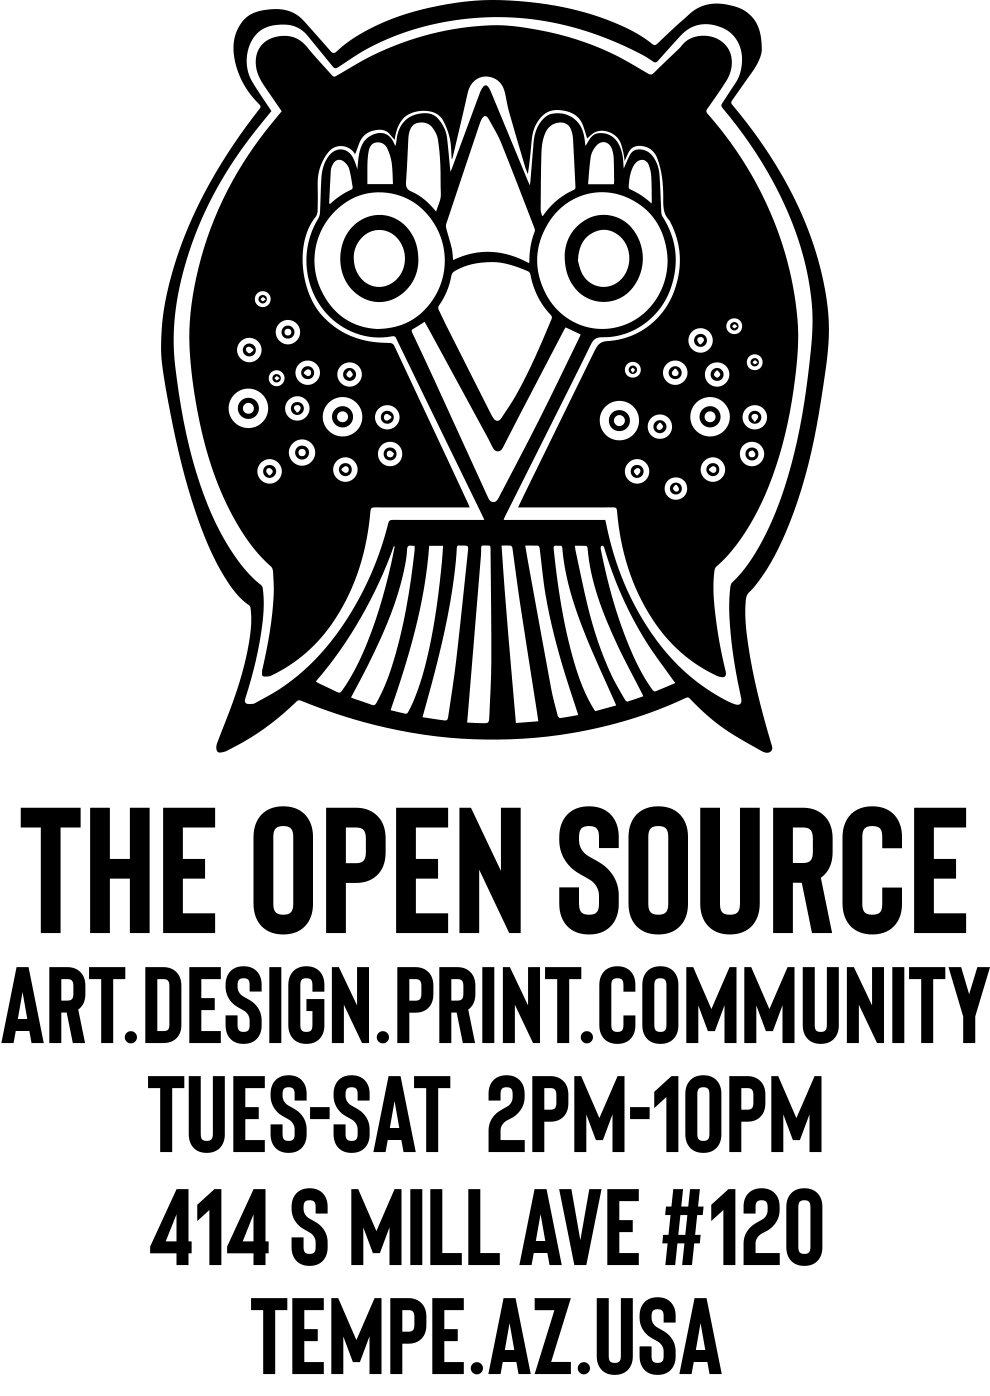 THE OPEN SOURCE
ART.DESIGN.PRINT.COMMUNITY
TUES-SAT 2PM-10PM
414 S MILL AVE #120
TEMPE.AZ.USA